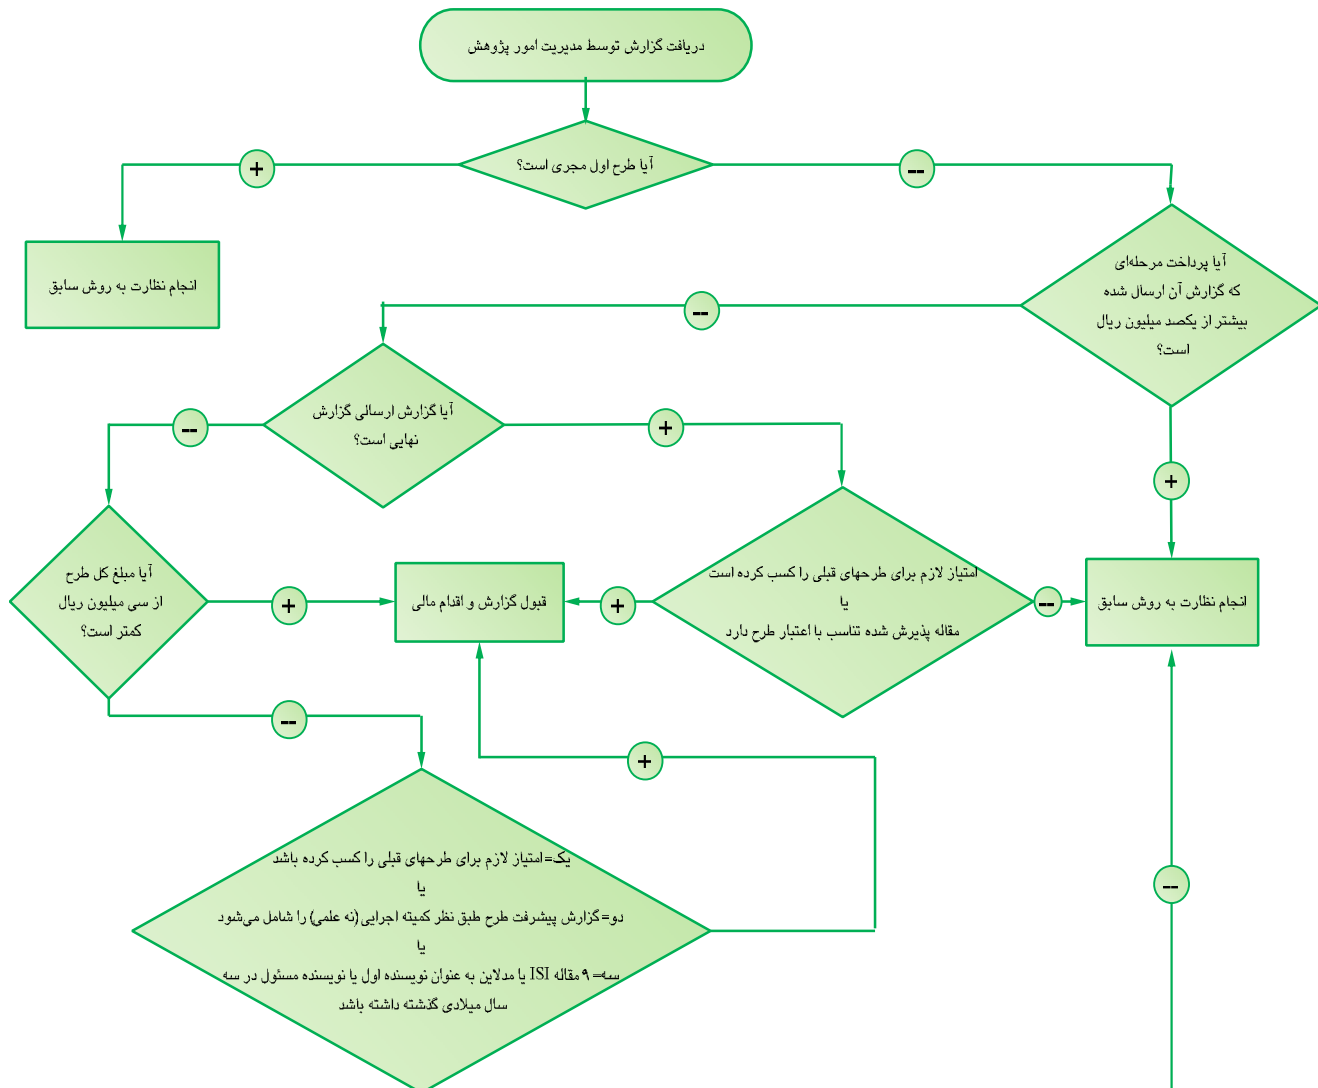 دریافت گزارش توسط مدیریت امور پژوهش
آیا طرح اول مجری است؟
+
--
انجام نظارت به روش سابق
آیا پرداخت مرحله‌ای
که گزارش آن ارسال شده
بیشتر از یکصد میلیون ریال
است؟
--
آیا گزارش ارسالی گزارش
نهایی است؟
+
--
+
امتیاز لازم برای طرحهای قبلی را کسب کرده است
یا
مقاله پذیرش شده تناسب با اعتبار طرح دارد
--
انجام نظارت به روش سابق
+
قبول گزارش و اقدام مالی
آیا مبلغ کل طرح
از سی میلیون ریال
کمتر است؟
+
--
+
یک=امتیاز لازم برای طرحهای قبلی را کسب کرده باشد
یا
دو=گزارش پیشرفت طرح طبق نظر کمیته اجرایی (نه علمی) را شامل می‌شود
یا
سه= ۹ مقاله ISI یا مدلاین به عنوان نویسنده اول یا نویسنده مسئول در سه
سال میلادی گذشته داشته باشد
--